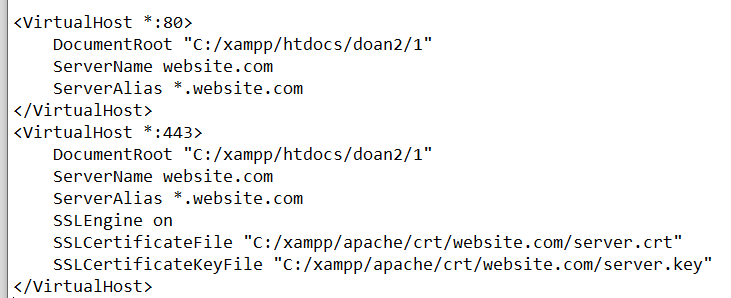 <VirtualHost *:80>
    DocumentRoot "C:/xampp/htdocs/doan2/1"
    ServerName website.com
    ServerAlias *.website.com
</VirtualHost>
<VirtualHost *:443>
    DocumentRoot "C:/xampp/htdocs/doan2/1"
    ServerName website.com
    ServerAlias *.website.com
    SSLEngine on
    SSLCertificateFile "C:/xampp/apache/crt/website.com/server.crt"
    SSLCertificateKeyFile "C:/xampp/apache/crt/website.com/server.key"
</VirtualHost>